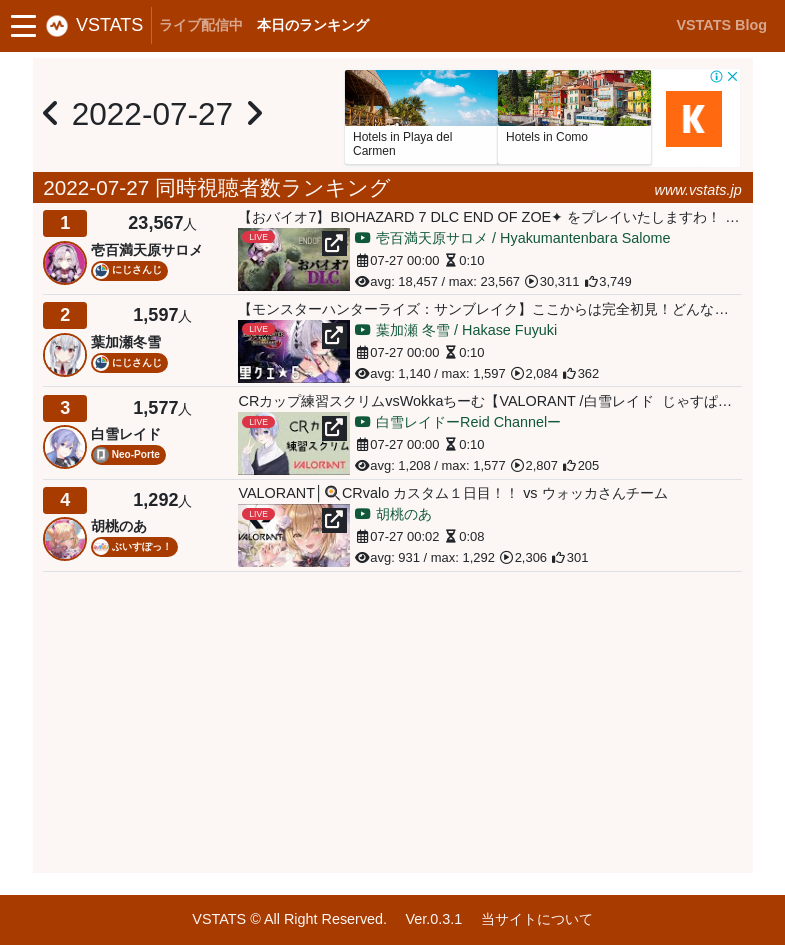 VSTATS ライブ配信中 本日のランキング VSTATS Blog
2022-07-27
Hotels in Playa del Carmen
Hotels in Como
K
2022-07-27 同時視聴者数ランキング www.vstats.jp
1 23,567人
壱百満天原サロメ
にじさんじ
【おバイオ7】BIOHAZARD 7 DLC END OF ZOE✦ をプレイいたしますわ！ …
LIVE
END OF
おバイオ7
DLC
壱百満天原サロメ / Hyakumantenbara Salome
07-27 00:00 0:10
avg: 18,457 / max: 23,567 30,311 3,749
2 1,597人
葉加瀬冬雪
にじさんじ
【モンスターハンターライズ：サンブレイク】ここからは完全初見！どんな…
LIVE
里クエ★5
葉加瀬 冬雪 / Hakase Fuyuki
07-27 00:00 0:10
avg: 1,140 / max: 1,597 2,084 362
3 1,577人
白雪レイド
Neo-Porte
CRカップ練習スクリムvsWokkaちーむ【VALORANT /白雪レイド じゃすぱ…
LIVE
CRカ
練習スクリム
VALORANT
白雪レイドーReid Channelー
07-27 00:00 0:10
avg: 1,208 / max: 1,577 2,807 205
4 1,292人
胡桃のあ
ぶいすぽっ！
VALORANT│🍳CRvalo カスタム１日目！！ vs ウォッカさんチーム
LIVE
VALORANT
胡桃のあ
07-27 00:02 0:08
avg: 931 / max: 1,292 2,306 301
VSTATS © All Right Reserved. Ver.0.3.1 当サイトについて